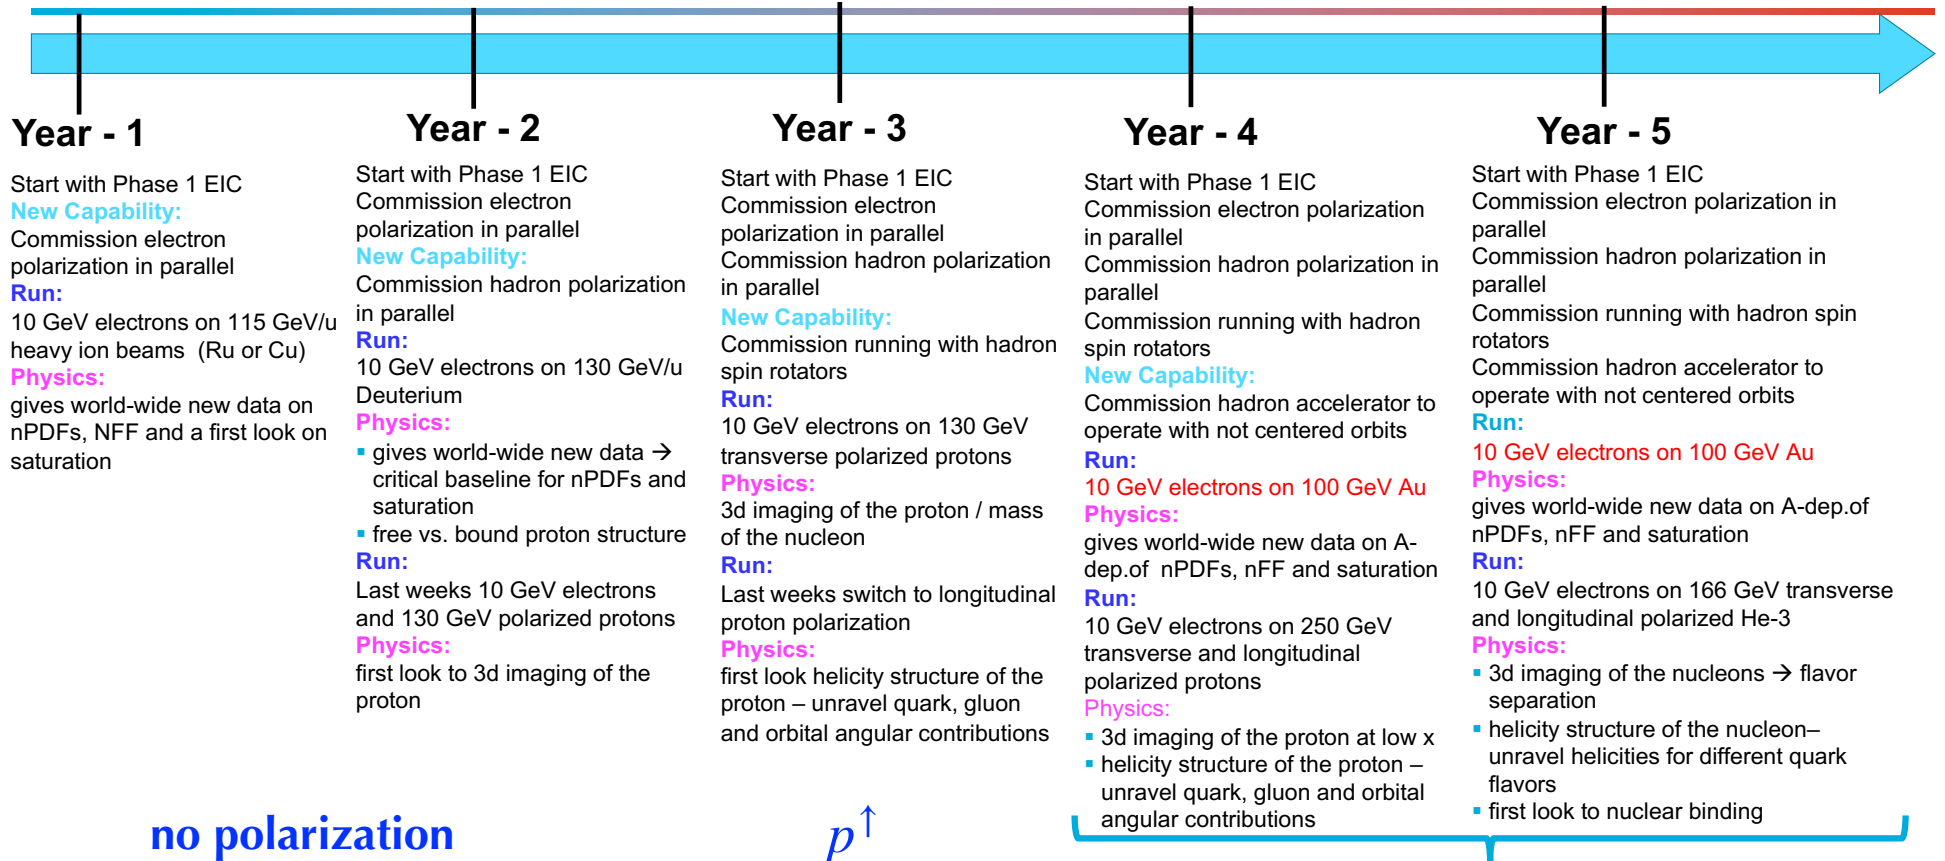 Year - 1
Start with Phase 1 EIC
New Capability:
Commission electron
polarization in parallel
Run:
10 GeV electrons on 115 GeV/u
heavy ion beams (Ru or Cu)
Physics:
gives world-wide new data on
nPDFs, NFF and a first look on
saturation
Year - 2
Start with Phase 1 EIC
Commission electron
polarization in parallel
New Capability:
Commission hadron polarization
in parallel
Run:
10 GeV electrons on 130 GeV/u
Deuterium
Physics:
▪ gives world-wide new data →
critical baseline for nPDFs and
saturation
▪ free vs. bound proton structure
Run:
Last weeks 10 GeV electrons
and 130 GeV polarized protons
Physics:
first look to 3d imaging of the
proton
Year - 3
Start with Phase 1 EIC
Commission electron
polarization in parallel
Commission hadron polarization
in parallel
New Capability:
Commission running with hadron
spin rotators
Run:
10 GeV electrons on 130 GeV
transverse polarized protons
Physics:
3d imaging of the proton / mass
of the nucleon
Run:
Last weeks switch to longitudinal
proton polarization
Physics:
first look helicity structure of the
proton – unravel quark, gluon
and orbital angular contributions
Year - 4
Start with Phase 1 EIC
Commission electron polarization
in parallel
Commission hadron polarization in
parallel
Commission running with hadron
spin rotators
New Capability:
Commission hadron accelerator to
operate with not centered orbits
Run:
10 GeV electrons on 100 GeV Au
Physics:
gives world-wide new data on A-
dep.of nPDFs, nFF and saturation
Run:
10 GeV electrons on 250 GeV
transverse and longitudinal
polarized protons
Physics:
▪ 3d imaging of the proton at low x
▪ helicity structure of the proton –
unravel quark, gluon and orbital
angular contributions
Year - 5
Start with Phase 1 EIC
Commission electron polarization in
parallel
Commission hadron polarization in
parallel
Commission running with hadron spin
rotators
Commission hadron accelerator to
operate with not centered orbits
Run:
10 GeV electrons on 100 GeV Au
Physics:
gives world-wide new data on A-dep.of
nPDFs, nFF and saturation
Run:
10 GeV electrons on 166 GeV transverse
and longitudinal polarized He-3
Physics:
▪ 3d imaging of the nucleons → flavor
separation
▪ helicity structure of the nucleon–
unravel helicities for different quark
flavors
▪ first look to nuclear binding
no polarization
p↑